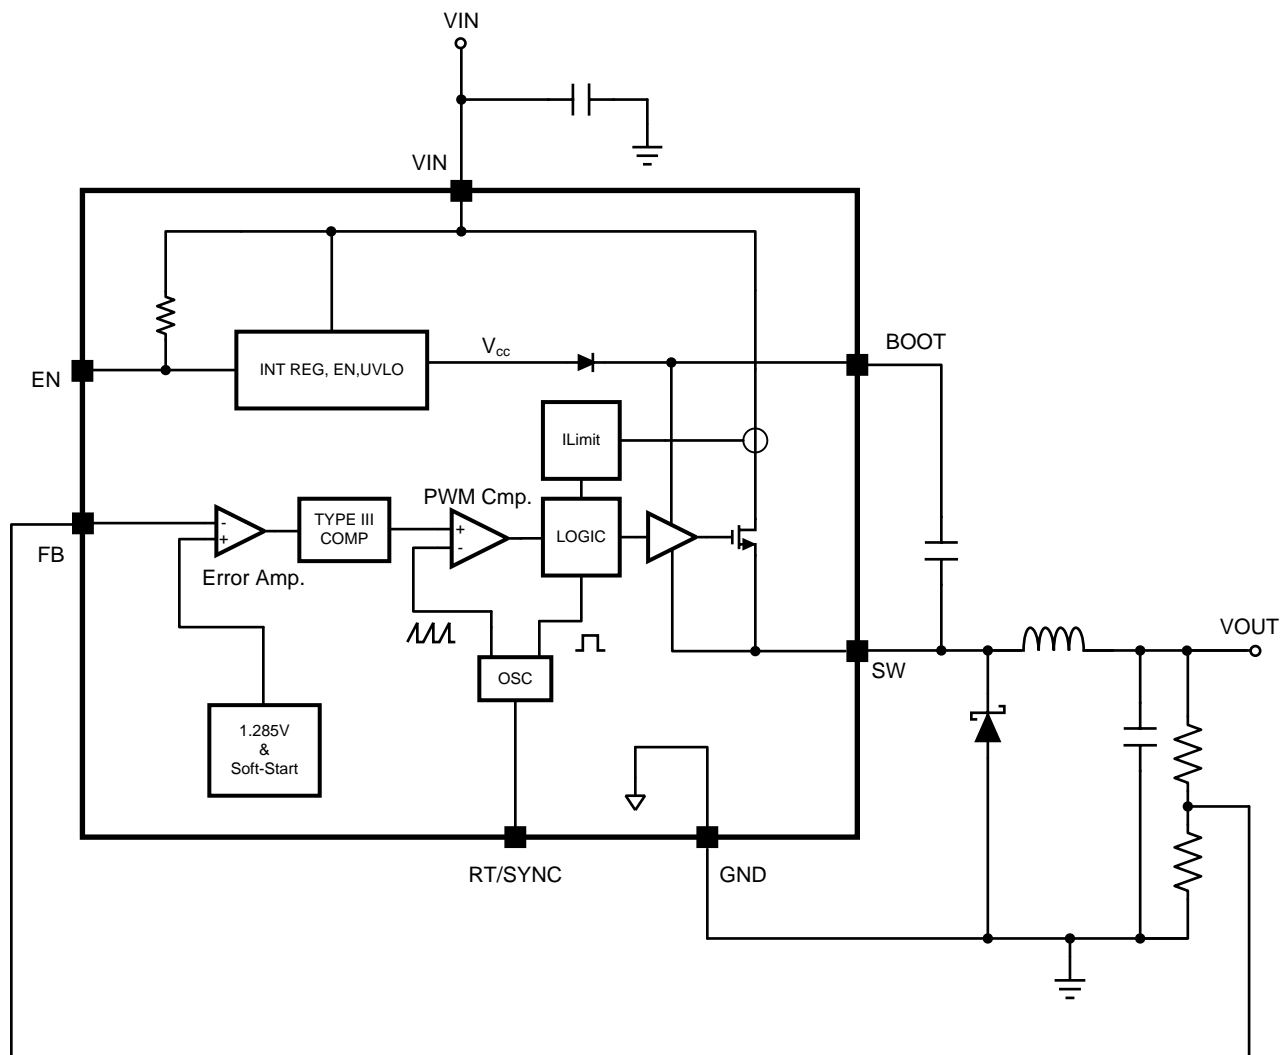 VIN
VIN
BOOT
V_cc
EN
INT REG, EN,UVLO
ILimit
PWM Cmp.
FB
-
+
TYPE III
COMP
+
-
LOGIC
Error Amp.
VOUT
SW
OSC
1.285V
&
Soft-Start
RT/SYNC
GND